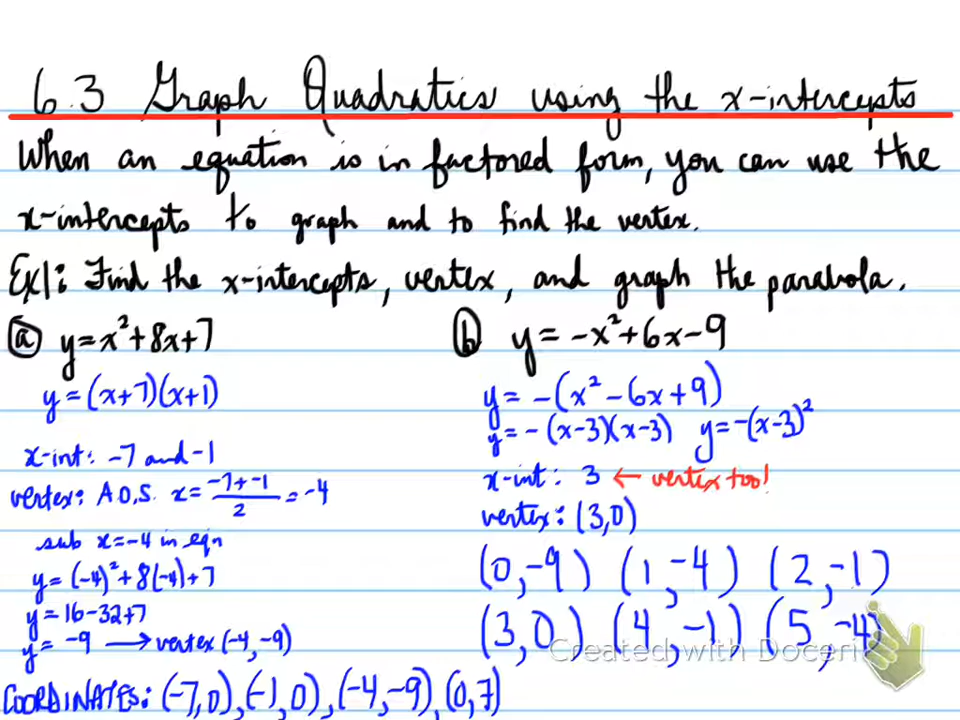 6.3 Graph Quadratics using the x-intercepts
When an equation is in factored form, you can use the
x-intercepts to graph and to find the vertex.
Ex1: Find the x-intercepts, vertex, and graph the parabola.
(a) y=x²+8x+7
y=(x+7)(x+1)
x-int: -7 and -1
vertex: A.O.S. x= (-7+-1)/2 = -4
sub x=-4 in eqn
y=(-4)²+8(-4)+7
y=16-32+7
y= -9 → vertex (-4,-9)
COORDINATES: (-7,0),(-1,0),(-4,-9),(0,7)
(b) y= -x²+6x-9
y= -(x²-6x+9)
y= -(x-3)(x-3) y=-(x-3)²
x-int: 3 ← vertex too!
vertex: (3,0)
(0,-9) (1,-4) (2,-1)
(3,0) (4,-1) (5,-4)
Created with Doceri